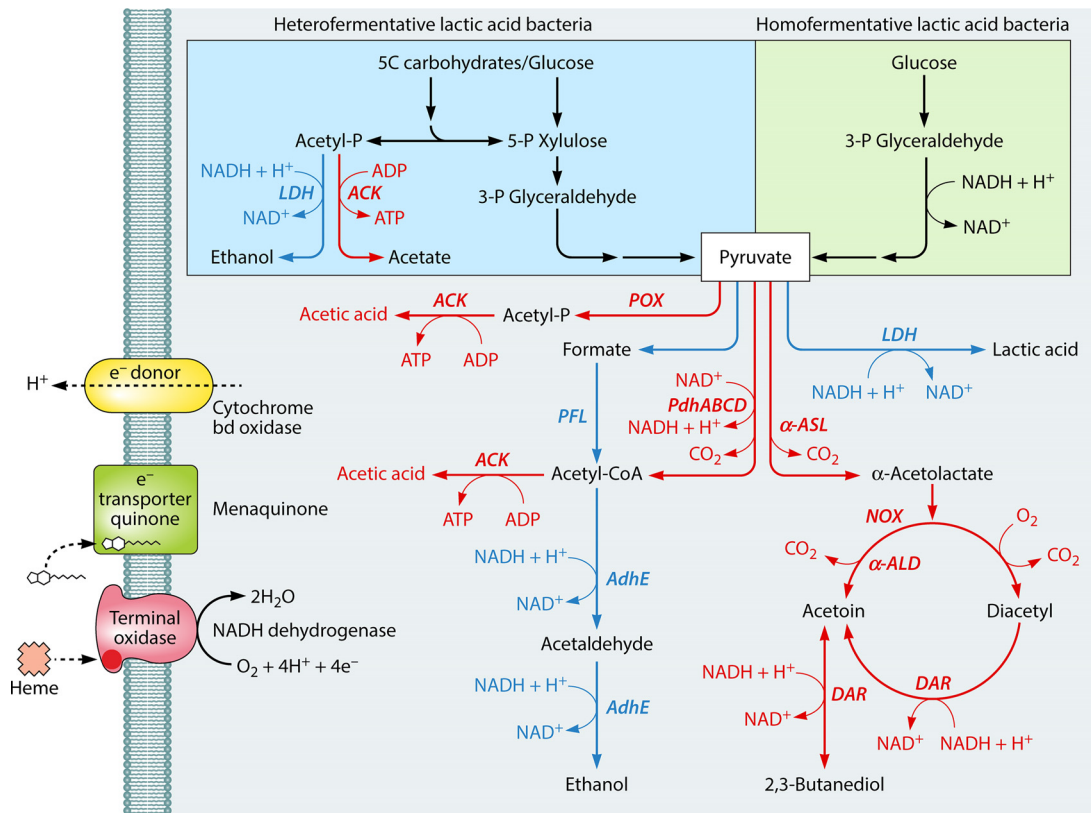 Heterofermentative lactic acid bacteria
Homofermentative lactic acid bacteria
5C carbohydrates/Glucose
Glucose
Acetyl-P
5-P Xylulose
3-P Glyceraldehyde
NADH + H⁺
LDH
NAD⁺
ADP
ACK
ATP
3-P Glyceraldehyde
NADH + H⁺
NAD⁺
Ethanol
Acetate
Pyruvate
ACK
POX
Acetic acid
Acetyl-P
ATP
ADP
Formate
LDH
Lactic acid
NADH + H⁺
NAD⁺
H⁺
e⁻ donor
Cytochrome
bd oxidase
PFL
NAD⁺
PdhABCD
NADH + H⁺
CO₂
α-ASL
CO₂
Acetic acid
ACK
Acetyl-CoA
ATP
ADP
α-Acetolactate
e⁻
transporter
quinone
Menaquinone
NOX
O₂
CO₂
α-ALD
CO₂
NADH + H⁺
AdhE
NAD⁺
Acetoin
Diacetyl
2H₂O
Terminal
oxidase
NADH dehydrogenase
O₂ + 4H⁺ + 4e⁻
Heme
Acetaldehyde
NADH + H⁺
AdhE
NAD⁺
NADH + H⁺
DAR
NAD⁺
DAR
NAD⁺
NADH + H⁺
Ethanol
2,3-Butanediol